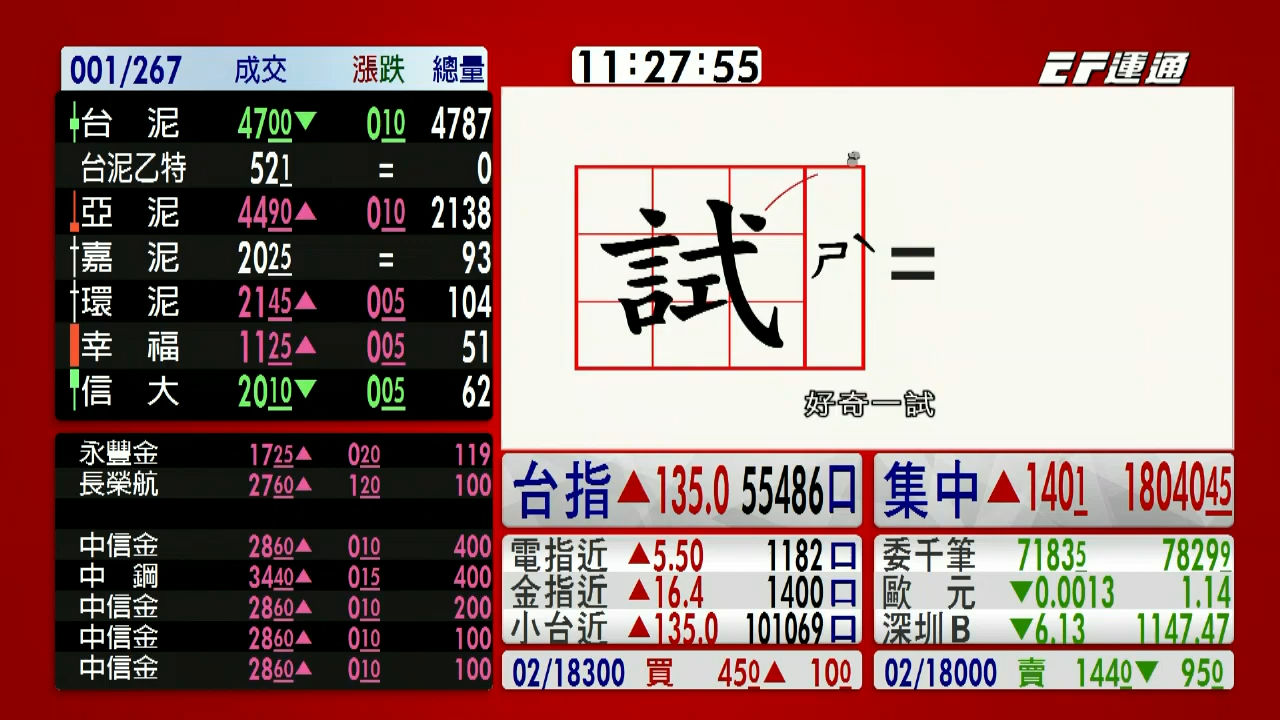 001/267 成交 漲跌 總量
11:27:55
EF運通
台泥 4700▼ 010 4787
台泥乙特 521 = 0
亞泥 4490▲ 010 2138
嘉泥 2025 = 93
環泥 2145▲ 005 104
幸福 1125▲ 005 51
信大 2010▼ 005 62
試 ㄕˋ =
好奇一試
永豐金 1725▲ 020 119
長榮航 2760▲ 120 100
中信金 2860▲ 010 400
中鋼 3440▲ 015 400
中信金 2860▲ 010 200
中信金 2860▲ 010 100
中信金 2860▲ 010 100
台指▲135.0 55486口
集中▲1401 1804045
電指近 ▲5.50 1182口
金指近 ▲16.4 1400口
小台近 ▲135.0 101069口
委千筆 71835 78299
歐元 ▼0.0013 1.14
深圳B ▼6.13 1147.47
02/18300 買 450▲ 100
02/18000 賣 1440▼ 950